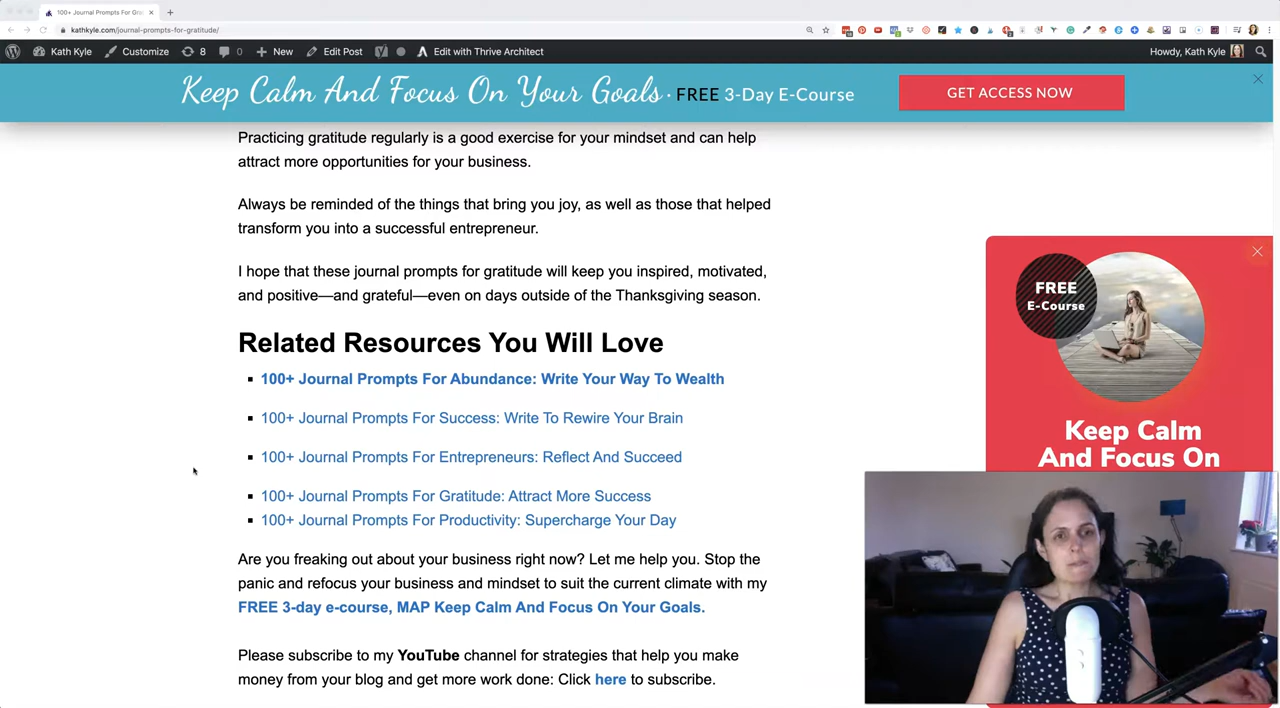 100+ Journal Prompts For Gra
kathkyle.com/journal-prompts-for-gratitude/
Kath Kyle
Customize
8
0
New
Edit Post
Edit with Thrive Architect
Howdy, Kath Kyle
Keep Calm And Focus On Your Goals · FREE 3-Day E-Course
GET ACCESS NOW
Practicing gratitude regularly is a good exercise for your mindset and can help
attract more opportunities for your business.
Always be reminded of the things that bring you joy, as well as those that helped
transform you into a successful entrepreneur.
I hope that these journal prompts for gratitude will keep you inspired, motivated,
and positive—and grateful—even on days outside of the Thanksgiving season.
Related Resources You Will Love
100+ Journal Prompts For Abundance: Write Your Way To Wealth
100+ Journal Prompts For Success: Write To Rewire Your Brain
100+ Journal Prompts For Entrepreneurs: Reflect And Succeed
100+ Journal Prompts For Gratitude: Attract More Success
100+ Journal Prompts For Productivity: Supercharge Your Day
Are you freaking out about your business right now? Let me help you. Stop the
panic and refocus your business and mindset to suit the current climate with my
FREE 3-day e-course, MAP Keep Calm And Focus On Your Goals.
Please subscribe to my YouTube channel for strategies that help you make
money from your blog and get more work done: Click here to subscribe.
FREE
E-Course
Keep Calm
And Focus On